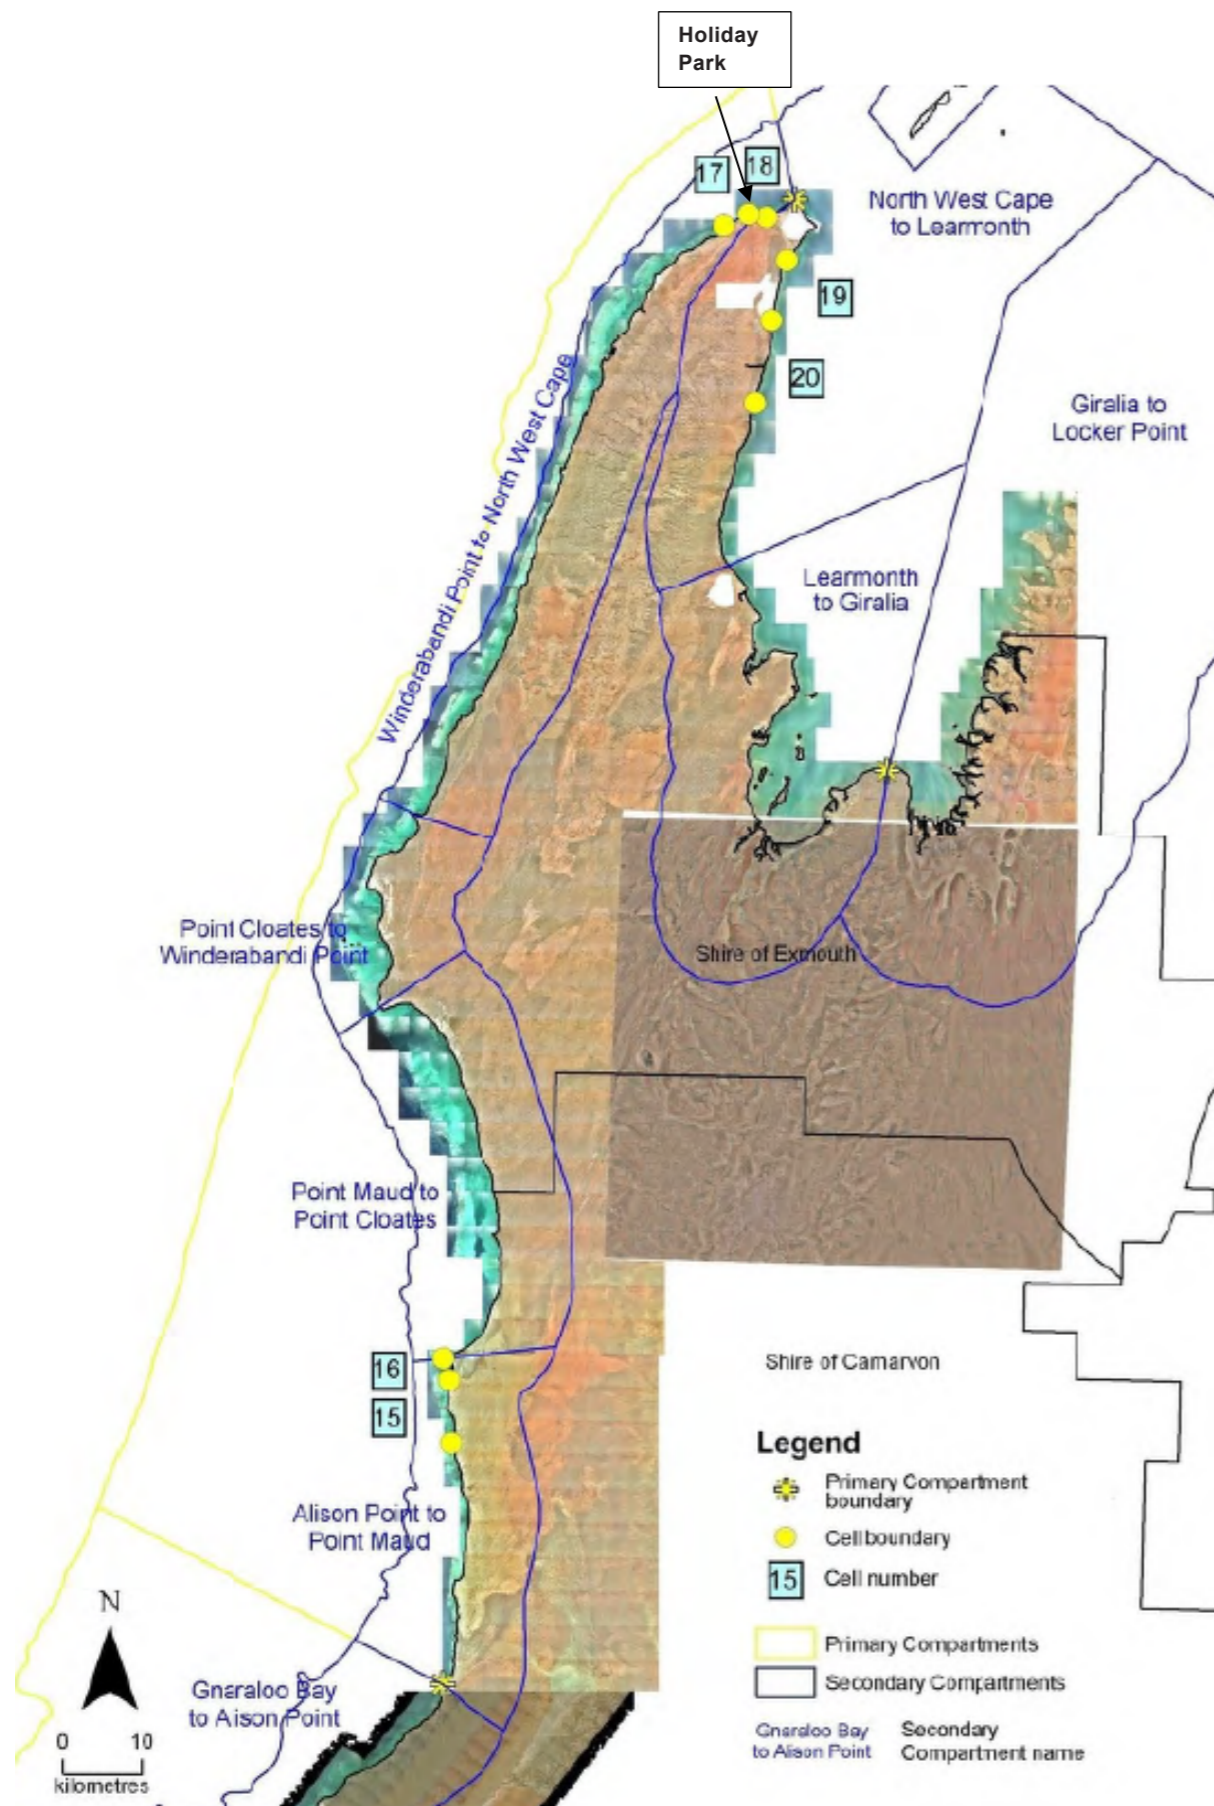 Holiday
Park
17
18
North West Cape
to Learmonth
19
20
Giralia to
Locker Point
Winderabandi Point to North West Cape
Learmonth
to Giralia
Point Cloates to
Winderabandi Point
Shire of Exmouth
Point Maud to
Point Cloates
16
15
Shire of Carnarvon
Alison Point to
Point Maud
Legend
Primary Compartment
boundary
Cell boundary
15 Cell number
Primary Compartments
Secondary Compartments
Gnaraloo Bay
to Alison Point
Secondary
Compartment name
N
0 10
kilometres
Gnaraloo Bay
to Alison Point